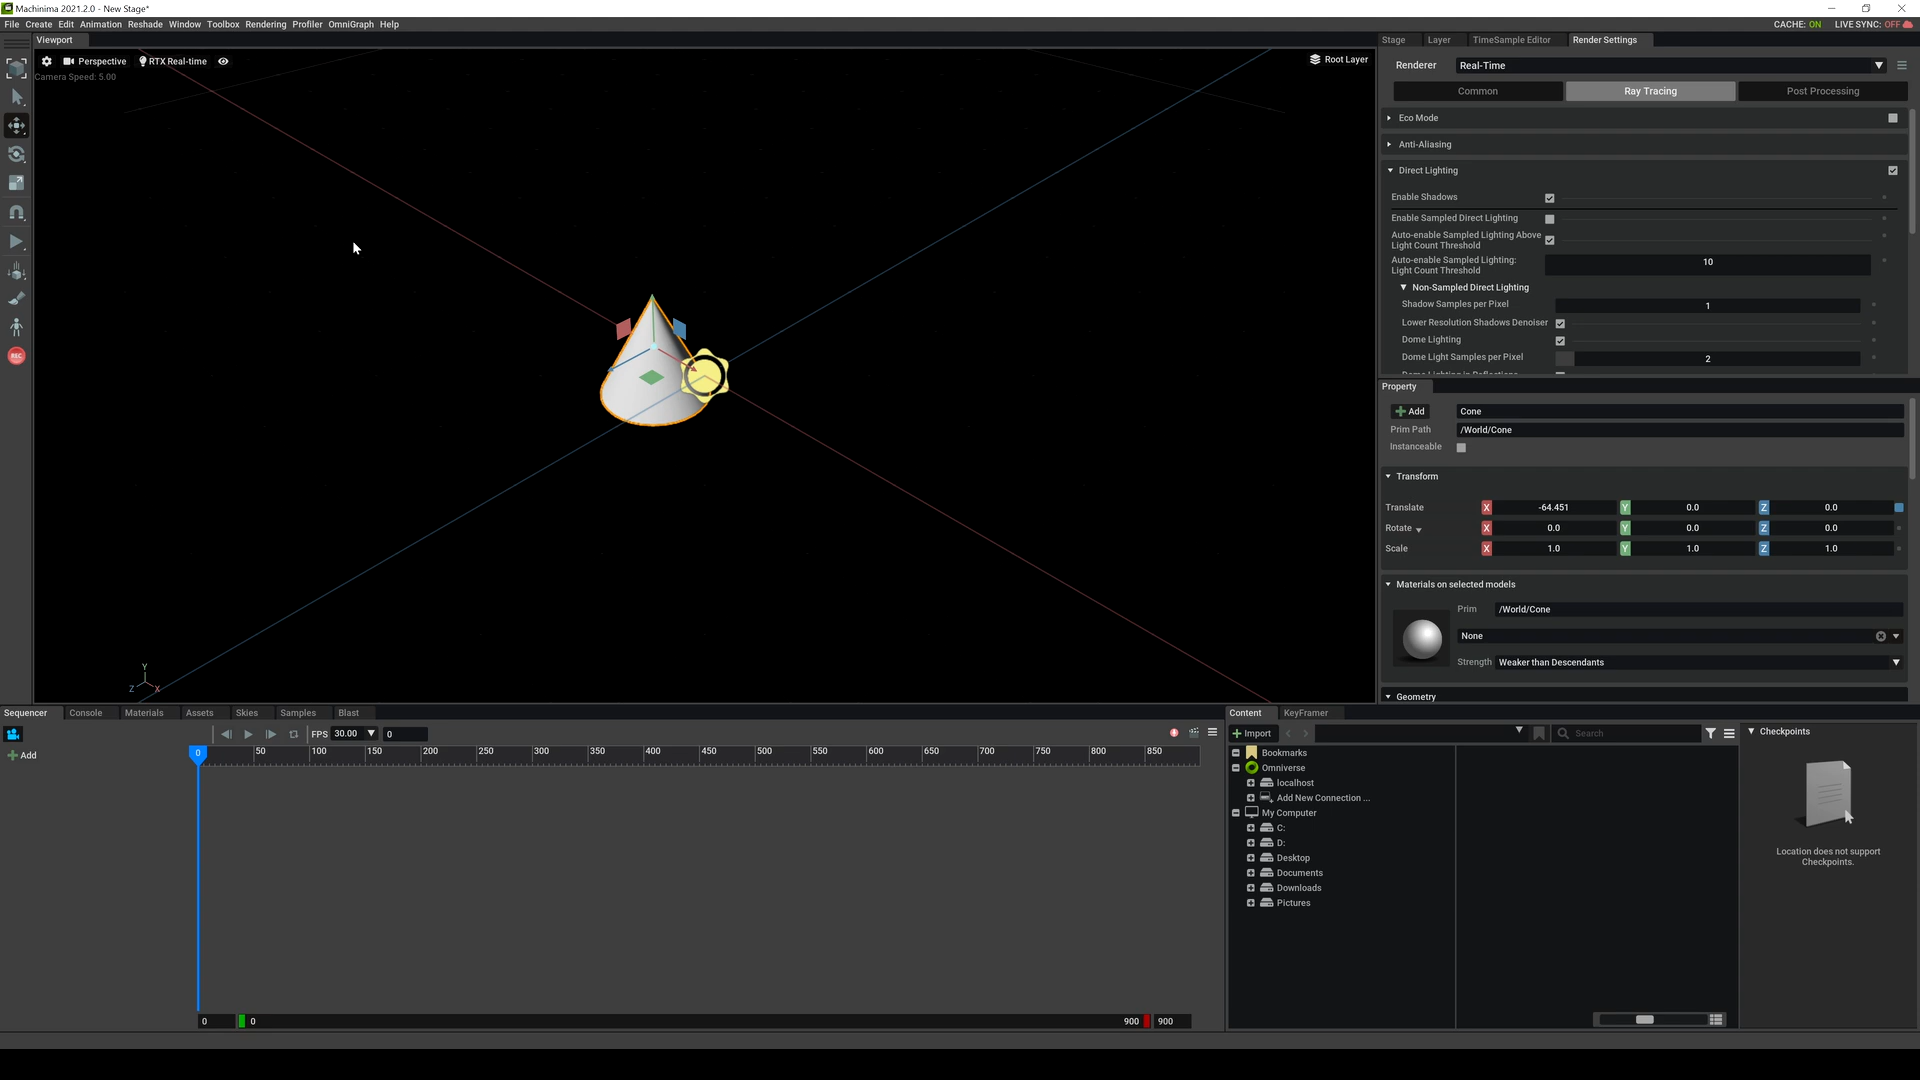 Machinima 2021.2.0 - New Stage*
File Create Edit Animation Reshade Window Toolbox Rendering Profiler OmniGraph Help
CACHE: ON LIVE SYNC: OFF
Viewport
Perspective RTX Real-time
Root Layer
Camera Speed: 5.00
Y
Z X
REC
Stage Layer TimeSample Editor Render Settings
Renderer Real-Time
Common Ray Tracing Post Processing
Eco Mode
Anti-Aliasing
Direct Lighting
Enable Shadows
Enable Sampled Direct Lighting
Auto-enable Sampled Lighting Above
Light Count Threshold
Auto-enable Sampled Lighting:
Light Count Threshold
10
Non-Sampled Direct Lighting
Shadow Samples per Pixel 1
Lower Resolution Shadows Denoiser
Dome Lighting
Dome Light Samples per Pixel 2
Property
Add Cone
Prim Path /World/Cone
Instanceable
Transform
Translate X -64.451 Y 0.0 Z 0.0
Rotate X 0.0 Y 0.0 Z 0.0
Scale X 1.0 Y 1.0 Z 1.0
Materials on selected models
Prim /World/Cone
None
Strength Weaker than Descendants
Geometry
Sequencer Console Materials Assets Skies Samples Blast
FPS 30.00 0
Add
0 50 100 150 200 250 300 350 400 450 500 550 600 650 700 750 800 850
0 0 900 900
Content KeyFramer
Import Search
Bookmarks
Omniverse
localhost
Add New Connection ...
My Computer
C:
D:
Desktop
Documents
Downloads
Pictures
Checkpoints
Location does not support
Checkpoints.